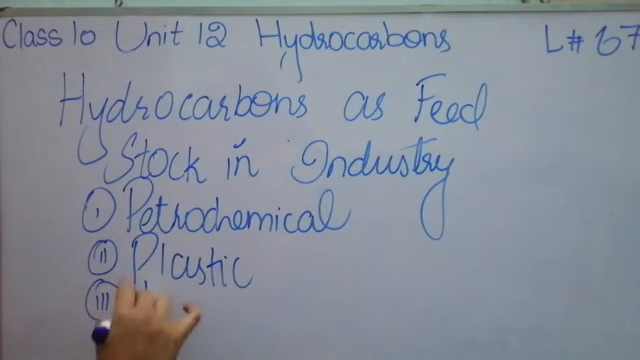 Class 10 Unit 12 Hydrocarbons L# 67
Hydrocarbons as Feed
Stock in Industry
(i) Petrochemical
(ii) Plastic
(iii)